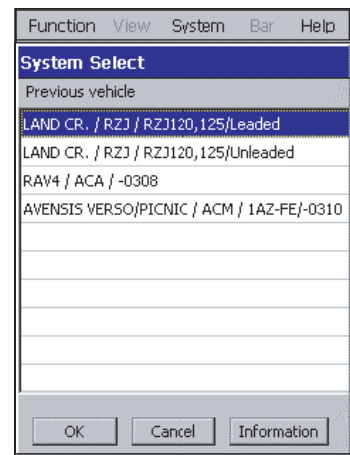 Function View System Bar Help
System Select
Previous vehicle
LAND CR. / RZJ / RZJ120,125/Leaded
LAND CR. / RZJ / RZJ120,125/Unleaded
RAV4 / ACA / -0308
AVENSIS VERSO/PICNIC / ACM / 1AZ-FE/-0310
OK Cancel Information